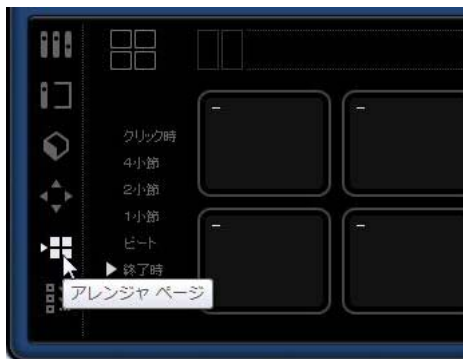 クリック時
4小節
2小節
1小節
ビート
終了時
アレンジャ ページ